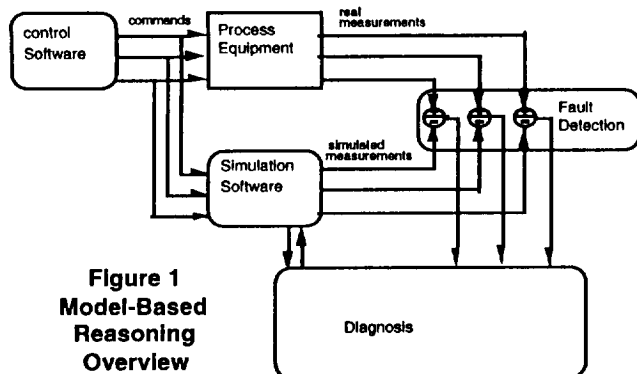 control
Software
commands
Process
Equipment
real
measurements
Fault
Detection
simulated
measurements
Simulation
Software
Diagnosis
Figure 1
Model-Based
Reasoning
Overview